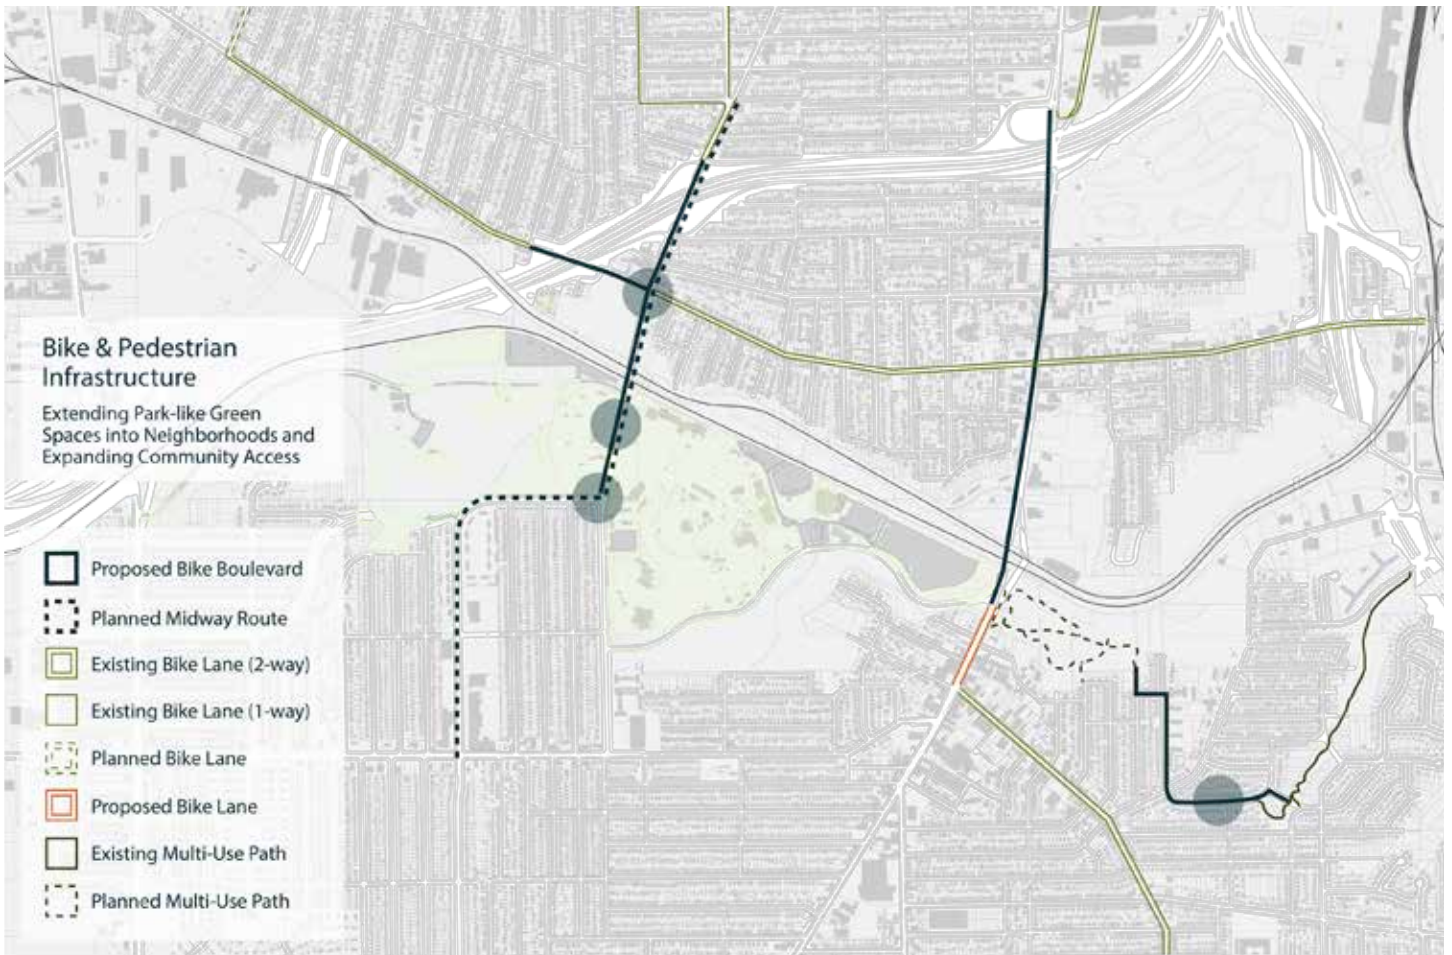 Bike & Pedestrian
Infrastructure
Extending Park-like Green
Spaces into Neighborhoods and
Expanding Community Access
Proposed Bike Boulevard
Planned Midway Route
Existing Bike Lane (2-way)
Existing Bike Lane (1-way)
Planned Bike Lane
Proposed Bike Lane
Existing Multi-Use Path
Planned Multi-Use Path